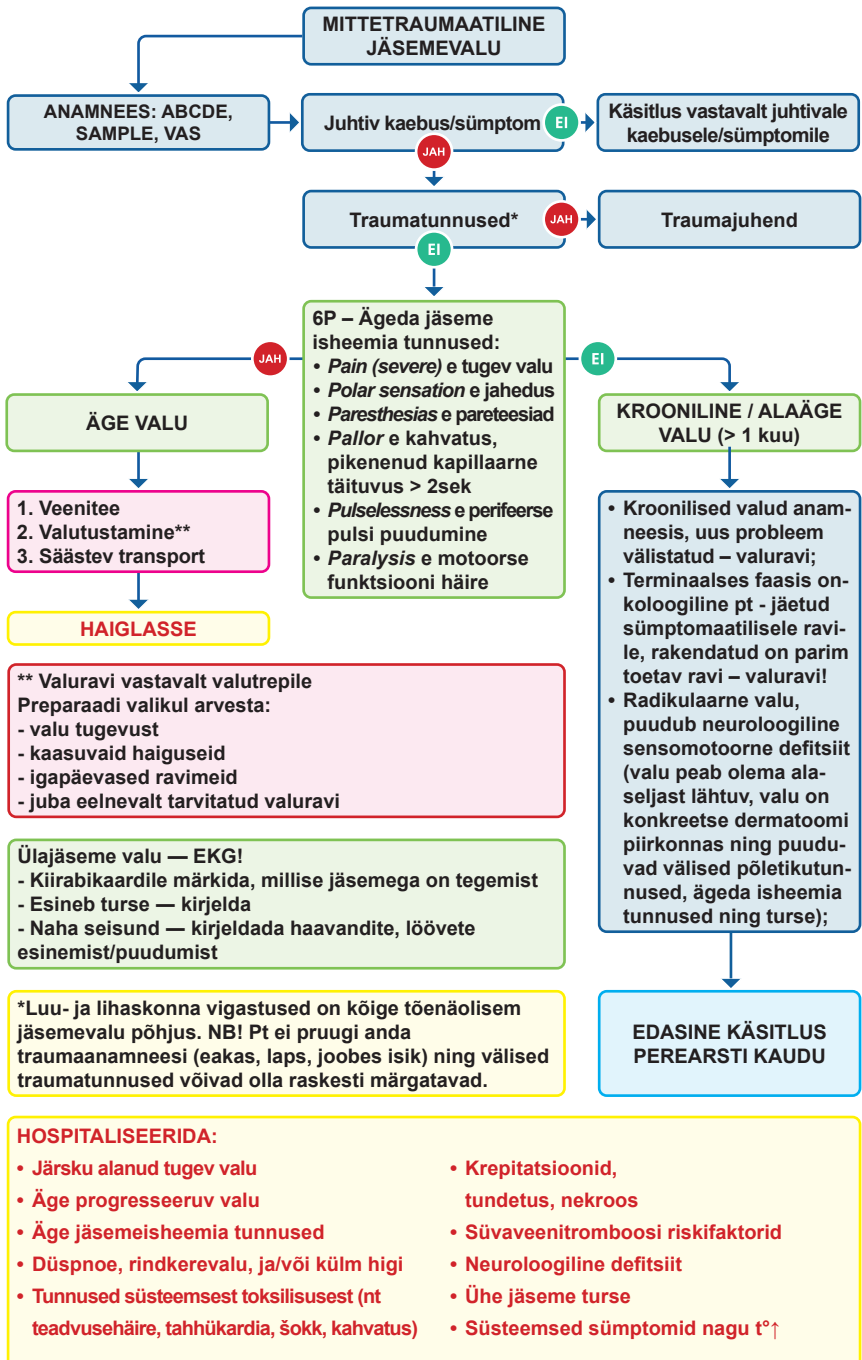 MITTETRAUMAATILINE
JÄSEMEVALU
ANAMNEES: ABCDE,
SAMPLE, VAS
Juhtiv kaebus/sümptom
EI
Käsitlus vastavalt juhtivale
kaebusele/sümptomile
JAH
Traumatunnused*
JAH
Traumajuhend
EI
6P – Ägeda jäseme
isheemia tunnused:
• Pain (severe) e tugev valu
• Polar sensation e jahedus
• Paresthasias e pareteesiad
• Pallor e kahvatus,
pikenenud kapillaarne
täituvus > 2sek
• Pulselessness e perifeerse
pulsi puudumine
• Paralysis e motoorse
funktsiooni häire
JAH
EI
ÄGE VALU
1. Veenitee
2. Valutustamine**
3. Säästev transport
HAIGLASSE
KROONILINE / ALAÄGE
VALU (> 1 kuu)
• Kroonilised valud anam-
neesis, uus probleem
välistatud – valuravi;
• Terminaalses faasis on-
koloogiline pt - jäetud
sümptomaatilisele ravi-
le, rakendatud on parim
toetav ravi – valuravi!
• Radikulaarne valu,
puudub neuroloogiline
sensomotoorne defitsiit
(valu peab olema ala-
seljast lähtuv, valu on
konkreetse dermatoomi
piirkonnas ning puudu-
vad välised põletikutun-
nused, ägeda isheemia
tunnused ning turse);
EDASINE KÄSITLUS
PEREARSTI KAUDU
** Valuravi vastavalt valutrepile
Preparaadi valikul arvesta:
- valu tugevust
- kaasuvaid haiguseid
- igapäevased ravimeid
- juba eelnevalt tarvitatud valuravi
Ülajäseme valu — EKG!
- Kiirabikaardile märkida, millise jäsemega on tegemist
- Esineb turse — kirjelda
- Naha seisund — kirjeldada haavandite, löövete
esinemist/puudumist
*Luu- ja lihaskonna vigastused on kõige tõenäolisem
jäsemevalu põhjus. NB! Pt ei pruugi anda
traumaanamneesi (eakas, laps, joobes isik) ning välised
traumatunnused võivad olla raskesti märgatavad.
HOSPITALISEERIDA:
• Järsku alanud tugev valu
• Äge progresseeruv valu
• Äge jäsemeisheemia tunnused
• Düspnoe, rindkerevalu, ja/või külm higi
• Tunnused süsteemsest toksilisusest (nt
teadvusehäire, tahhükardia, šokk, kahvatus)
• Krepitatsioonid,
tundetus, nekroos
• Süvaveenitromboosi riskifaktorid
• Neuroloogiline defitsiit
• Ühe jäseme turse
• Süsteemsed sümptomid nagu t°↑